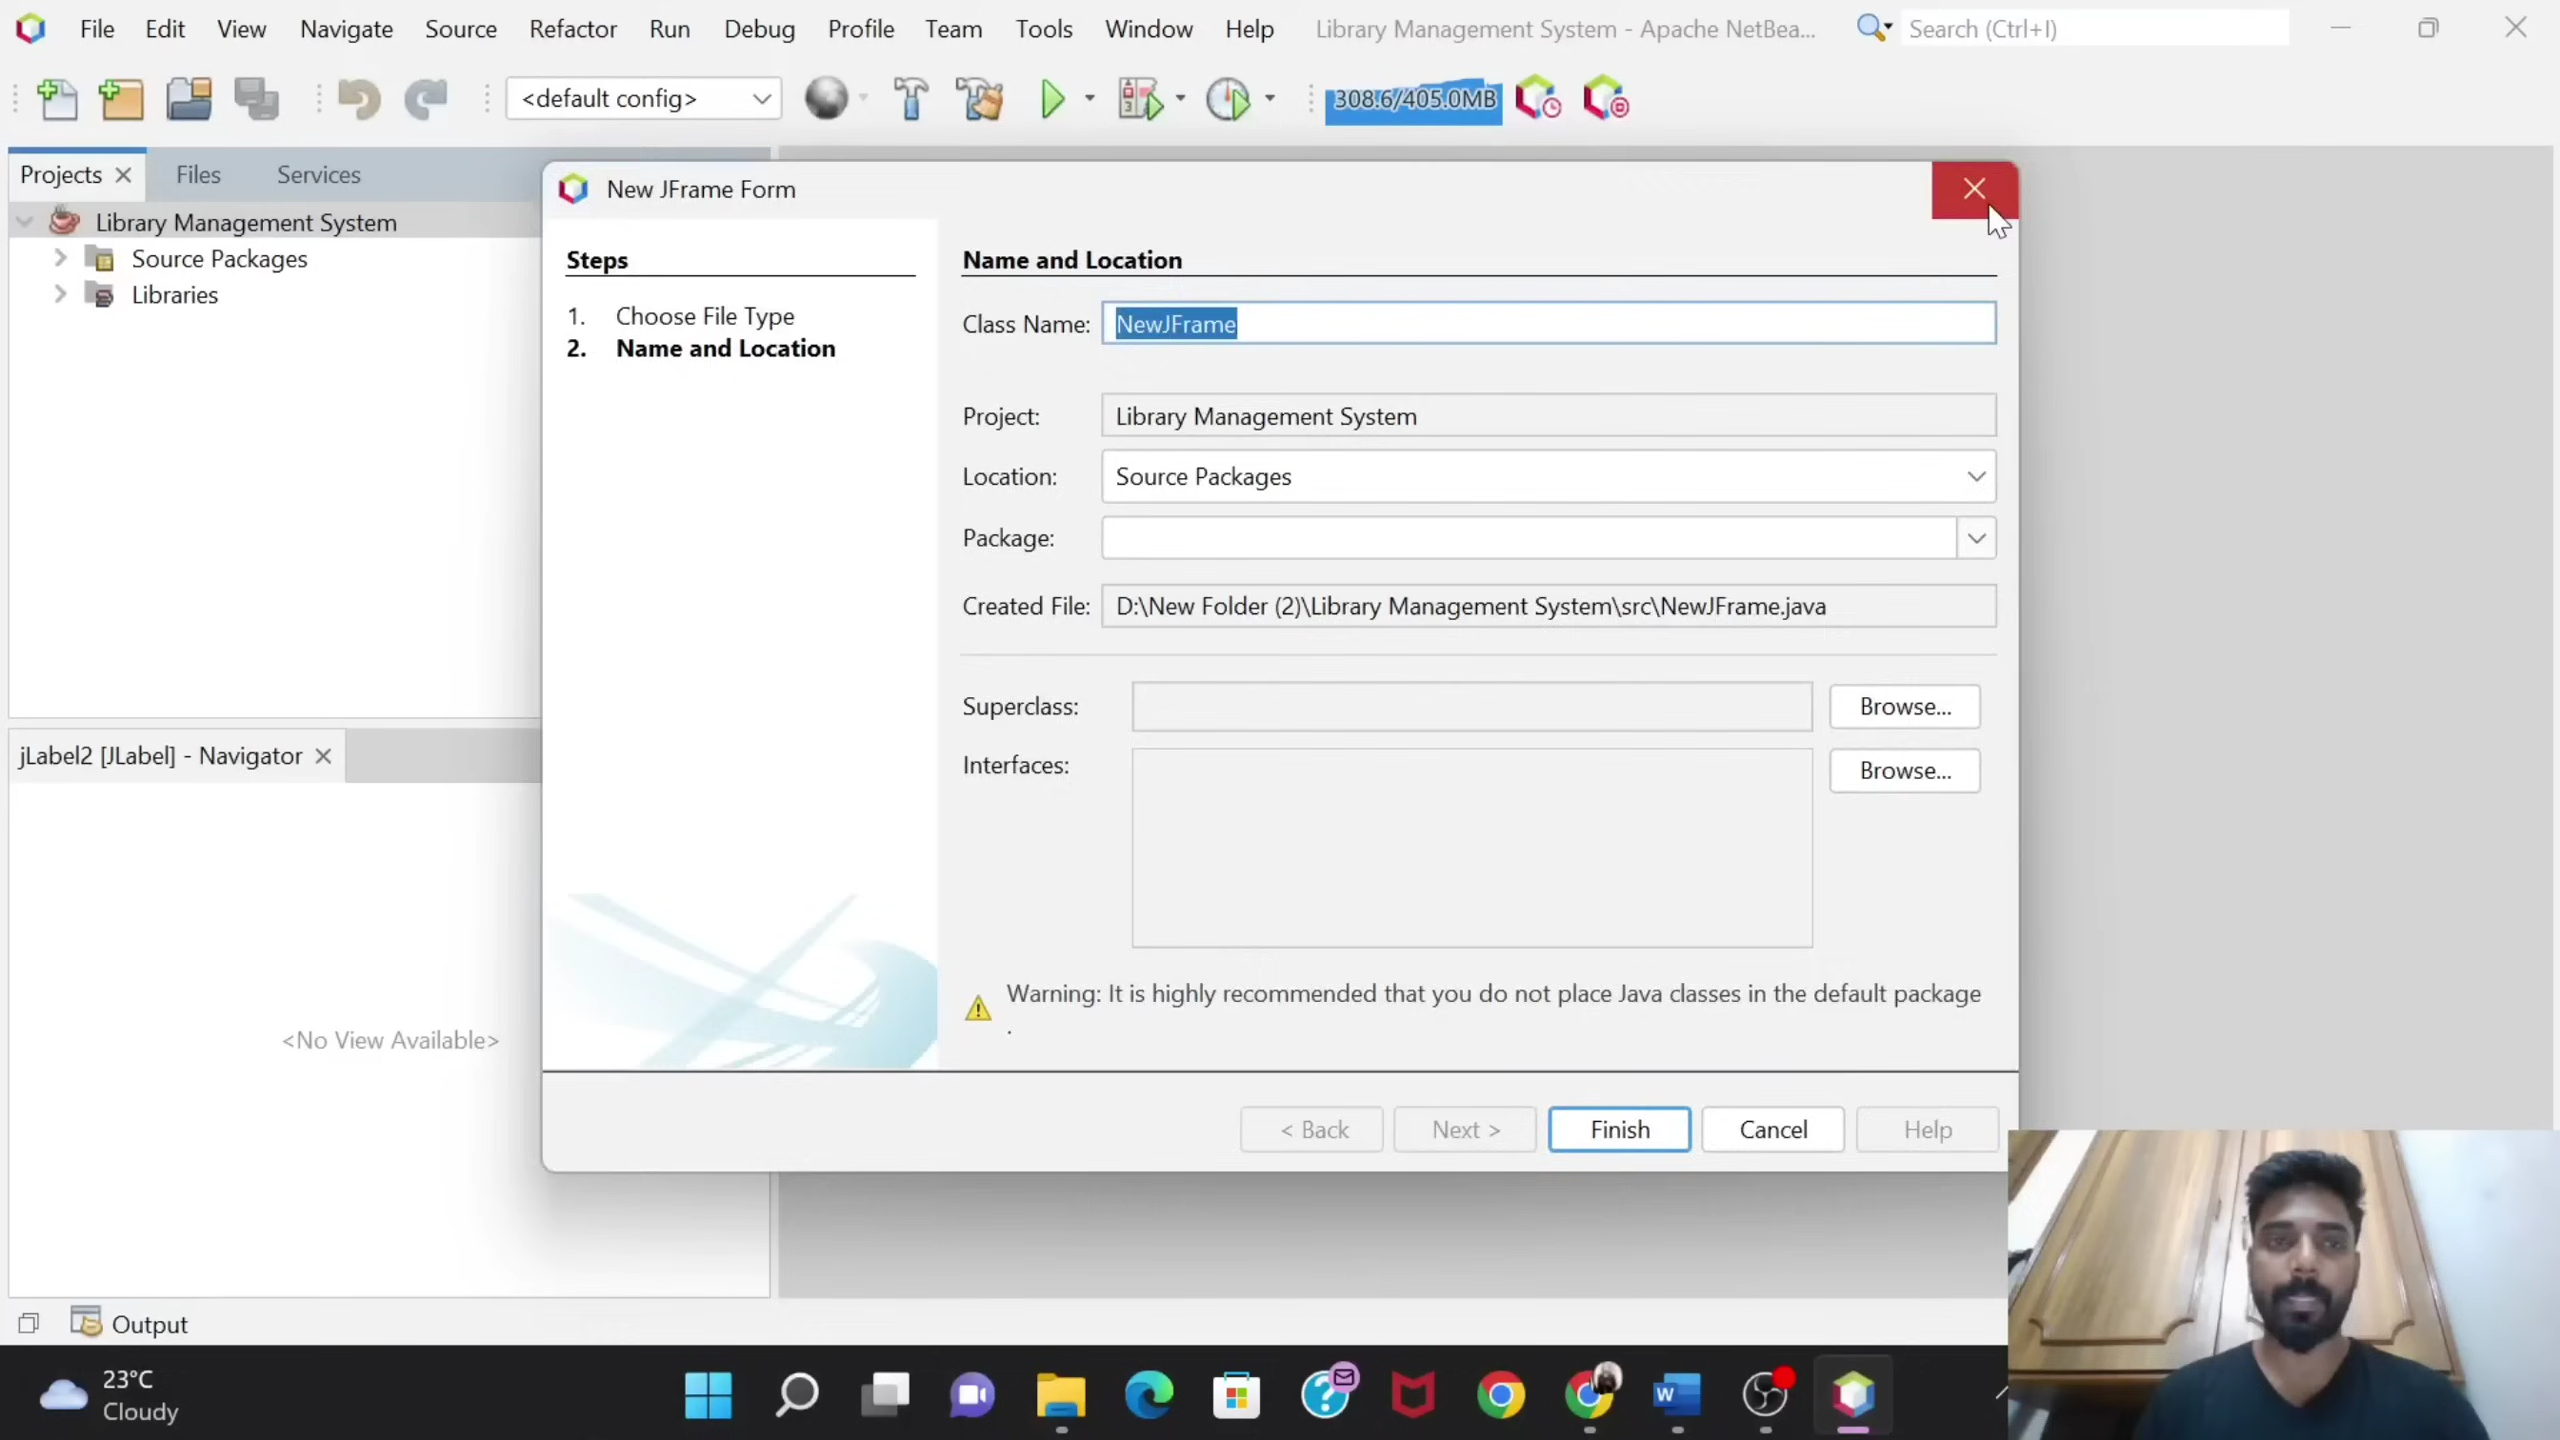 File Edit View Navigate Source Refactor Run Debug Profile Team Tools Window Help Library Management System - Apache NetBea... Search (Ctrl+I)
<default config> 308.6/405.0MB
Projects Files Services
Library Management System
Source Packages
Libraries
New JFrame Form
Steps
1. Choose File Type
2. Name and Location
Name and Location
Class Name: NewJFrame
Project: Library Management System
Location: Source Packages
Package:
Created File: D:\New Folder (2)\Library Management System\src\NewJFrame.java
Superclass: Browse...
Interfaces: Browse...
Warning: It is highly recommended that you do not place Java classes in the default package
.
< Back Next > Finish Cancel Help
jLabel2 [JLabel] - Navigator
<No View Available>
Output
23°C
Cloudy